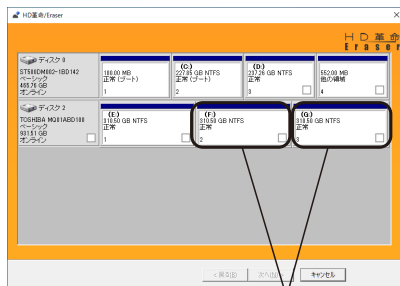 HD革命/Eraser
HD革命
Eraser
ディスク 0
ST500DM002-1BD142
ベーシック
465.76 GB
オンライン
100.00 MB
正常 (ブート)
1
(C:)
227.85 GB NTFS
正常 (ブート)
2
(D:)
237.28 GB NTFS
正常
3
552.00 MB
他の領域
4
ディスク 2
TOSHIBA MQ01ABD100
ベーシック
931.51 GB
オンライン
(E:)
310.50 GB NTFS
正常
1
(F:)
310.50 GB NTFS
正常
2
(G:)
310.50 GB NTFS
正常
3
< 戻る(B)
次へ(N) >
キャンセル